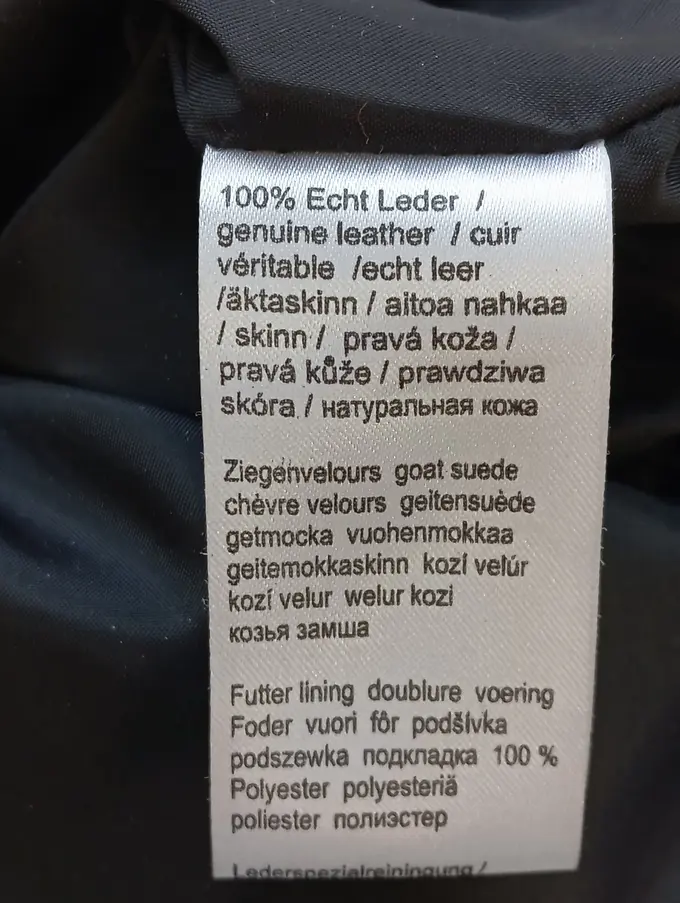 100% Echt Leder /
genuine leather / cuir
véritable /echt leer
/äktaskinn / aitoa nahkaa
/ skinn / pravá koža /
pravá kůže / prawdziwa
skóra / натуральная кожа
Ziegenvelours goat suede
chèvre velours geitensuède
getmocka vuohenmokkaa
geitemokkaskinn kozí velúr
kozí velur welur kozi
козья замша
Futter lining doublure voering
Foder vuori fôr podšívka
podszewka подкладка 100 %
Polyester polyesteriä
poliester полиэстер
Lederspezialreiningung /